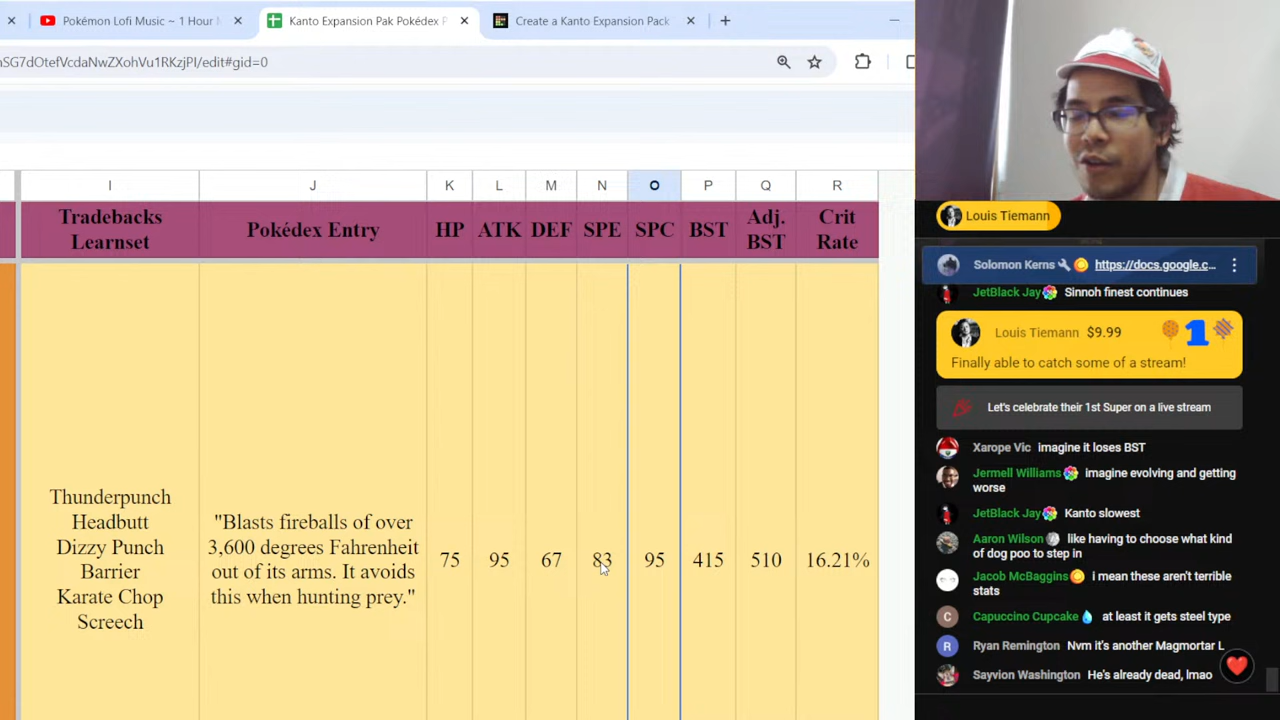 Pokémon Lofi Music ~ 1 Hour
Kanto Expansion Pak Pokédex
Create a Kanto Expansion Pack
aSG7dOtefVcdaNwZXohVu1RKzjPI/edit#gid=0
I J K L M N O P Q R
Tradebacks
Learnset
Pokédex Entry
HP ATK DEF SPE SPC BST
Adj.
BST
Crit
Rate
Thunderpunch
Headbutt
Dizzy Punch
Barrier
Karate Chop
Screech
"Blasts fireballs of over
3,600 degrees Fahrenheit
out of its arms. It avoids
this when hunting prey."
75 95 67 83 95 415 510 16.21%
Louis Tiemann
Solomon Kerns https://docs.google.c...
JetBlack Jay Sinnoh finest continues
Louis Tiemann $9.99
1
Finally able to catch some of a stream!
Let's celebrate their 1st Super on a live stream
Xarope Vic imagine it loses BST
Jermell Williams imagine evolving and getting
worse
JetBlack Jay Kanto slowest
Aaron Wilson like having to choose what kind
of dog poo to step in
Jacob McBaggins i mean these aren't terrible
stats
C Capuccino Cupcake at least it gets steel type
R Ryan Remington Nvm it's another Magmortar L
Sayvion Washington He's already dead, lmao